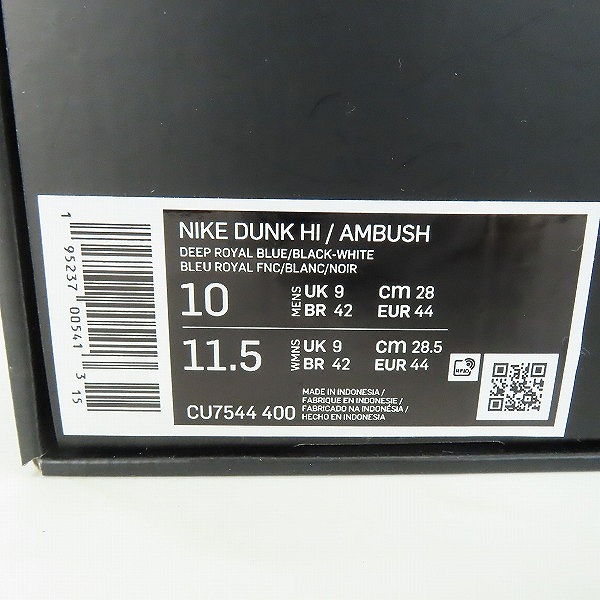 1 95237 00541 3 15
NIKE DUNK HI / AMBUSH
DEEP ROYAL BLUE/BLACK-WHITE
BLEU ROYAL FNC/BLANC/NOIR
10 MENS UK 9 cm 28
BR 42 EUR 44
11.5 WMNS UK 9 cm 28.5
BR 42 EUR 44
RFID
CU7544 400
MADE IN INDONESIA/
FABRIQUE EN INDONESIE/
FABRICADO NA INDONÉSIA/
HECHO EN INDONESIA